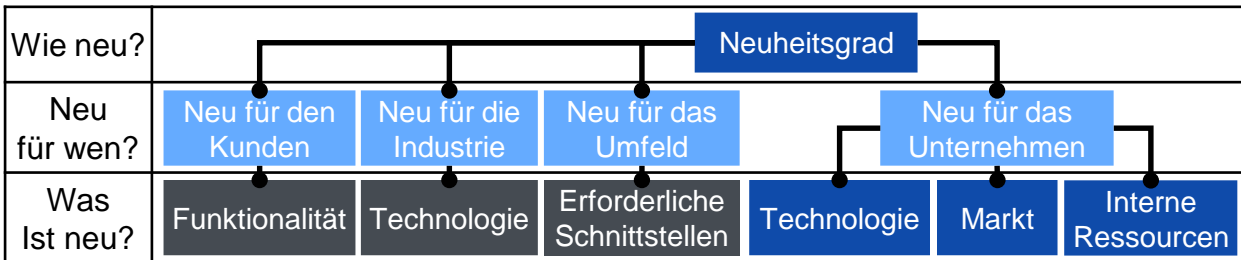 Wie neu?
Neuheitsgrad
Neu
für wen?
Neu für den
Kunden
Neu für die
Industrie
Neu für das
Umfeld
Neu für das
Unternehmen
Was
Ist neu?
Funktionalität
Technologie
Erforderliche
Schnittstellen
Technologie
Markt
Interne
Ressourcen